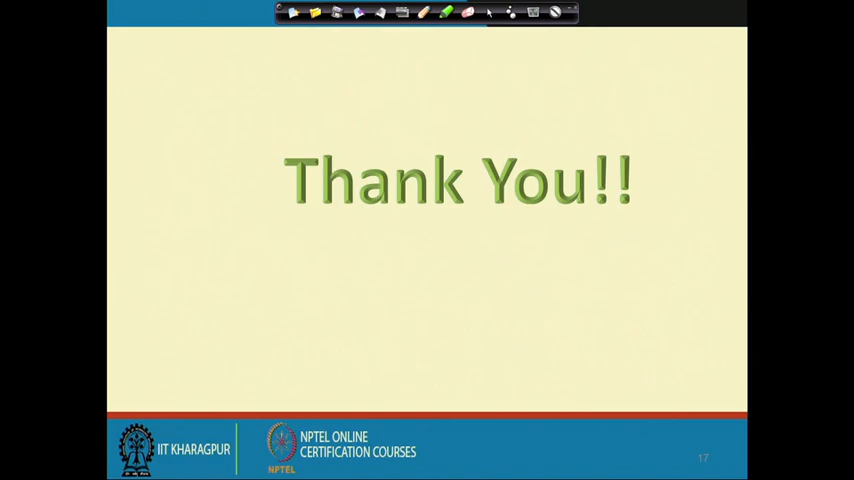 Thank You!!
IIT KHARAGPUR
NPTEL ONLINE
CERTIFICATION COURSES
NPTEL
17